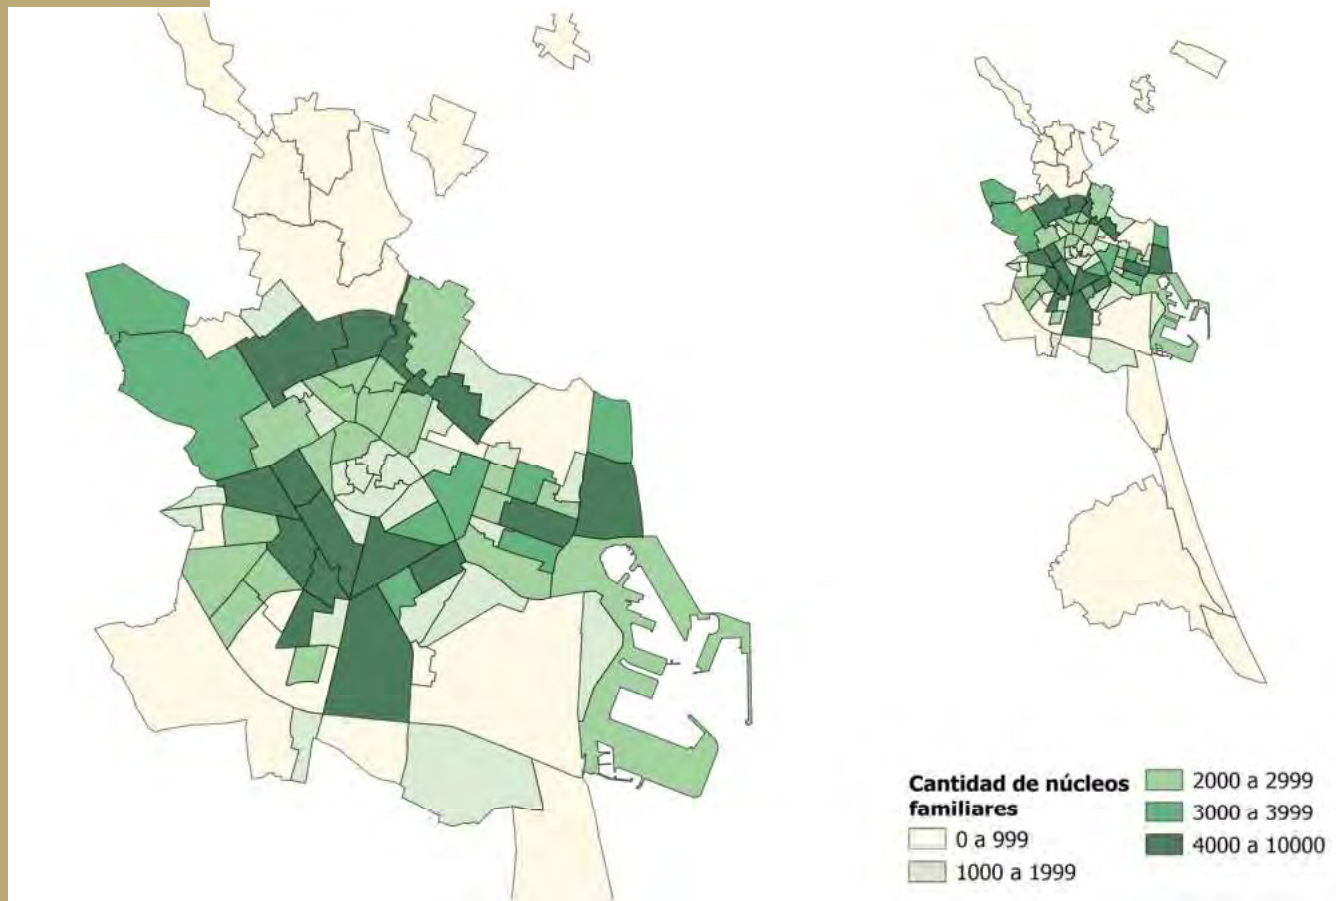 Cantidad de núcleos
familiares
0 a 999
1000 a 1999
2000 a 2999
3000 a 3999
4000 a 10000